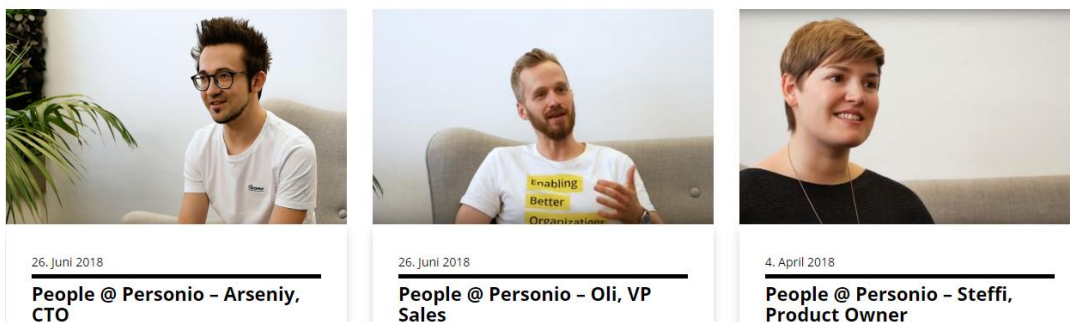 Enabling
Better
Organizations
26. Juni 2018
People @ Personio – Arseniy,
CTO
26. Juni 2018
People @ Personio – Oli, VP
Sales
4. April 2018
People @ Personio – Steffi,
Product Owner